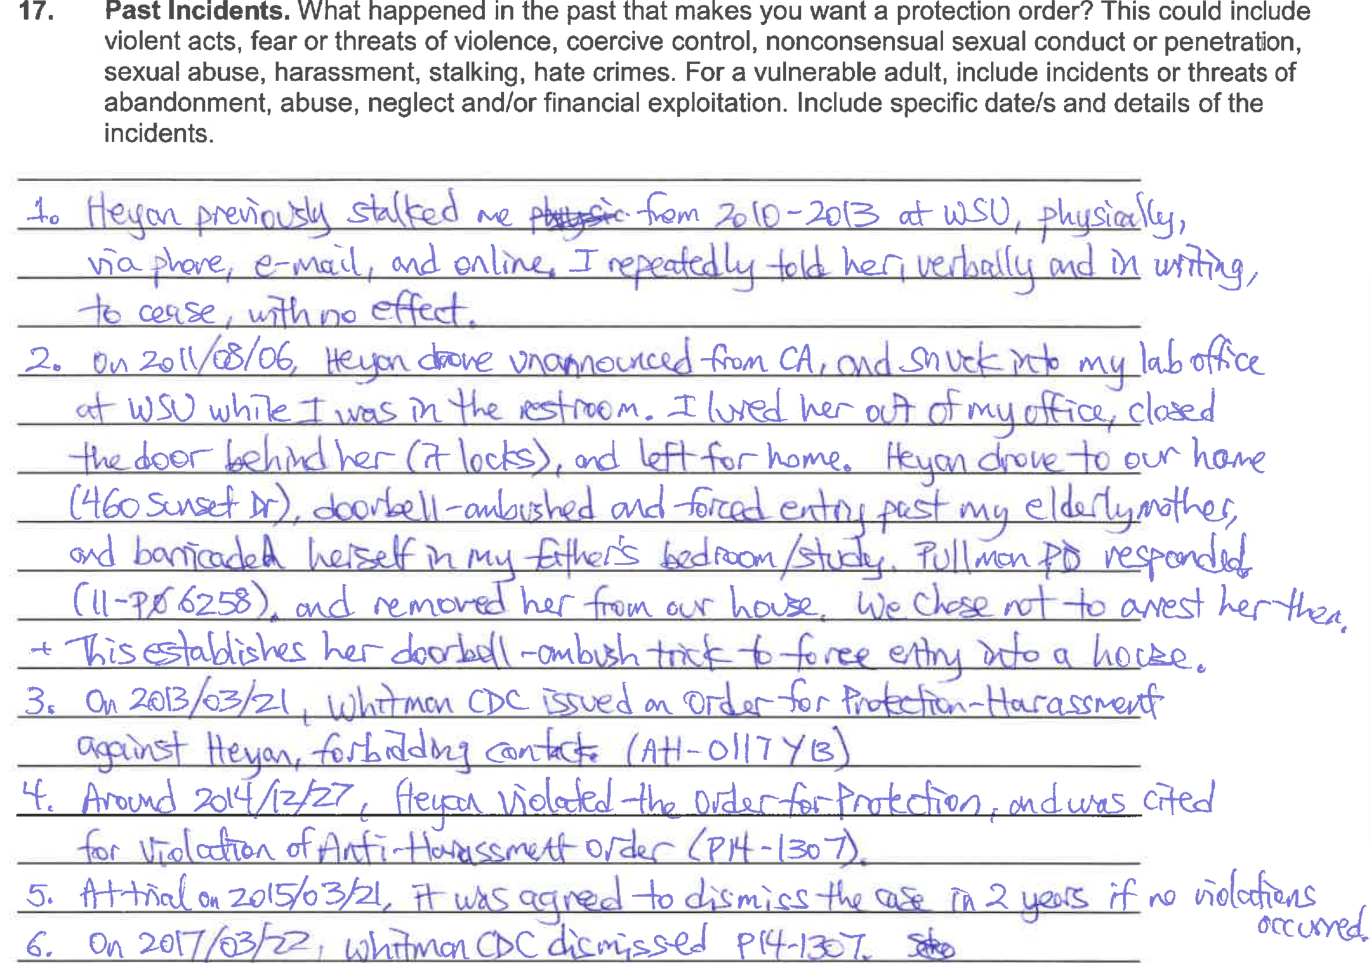 17. Past Incidents. What happened in the past that makes you want a protection order? This could include
violent acts, fear or threats of violence, coercive control, nonconsensual sexual conduct or penetration,
sexual abuse, harassment, stalking, hate crimes. For a vulnerable adult, include incidents or threats of
abandonment, abuse, neglect and/or financial exploitation. Include specific date/s and details of the
incidents.
1. Heyan previously stalked me from 2010-2013 at WSU, physically,
via phone, e-mail, and online. I repeatedly told her, verbally and in writing,
to cease, with no effect.
2. On 2011/08/06, Heyan drove unannounced from CA, and snuck into my lab office
at WSU while I was in the restroom. I lured her out of my office, closed
the door behind her (it locks), and left for home. Heyan drove to our home
(460 Sunset Dr), doorbell-ambushed and forced entry past my elderly mother,
and barricaded herself in my father's bedroom/study. Pullman PD responded
(11-P06258), and removed her from our house. We chose not to arrest her then.
+ This establishes her doorbell-ambush trick to force entry into a house.
3. On 2013/03/21, Whitman CDC issued an Order for Protection-Harassment
against Heyan, forbidding contact. (AH-0117 YB)
4. Around 2014/12/27, Heyan violated the Order for Protection, and was cited
for Violation of Anti-Harassment Order (P14-1307).
5. At trial on 2015/03/21, it was agreed to dismiss the case in 2 years if no violations
occurred.
6. On 2017/03/22, Whitman CDC dismissed P14-1307.